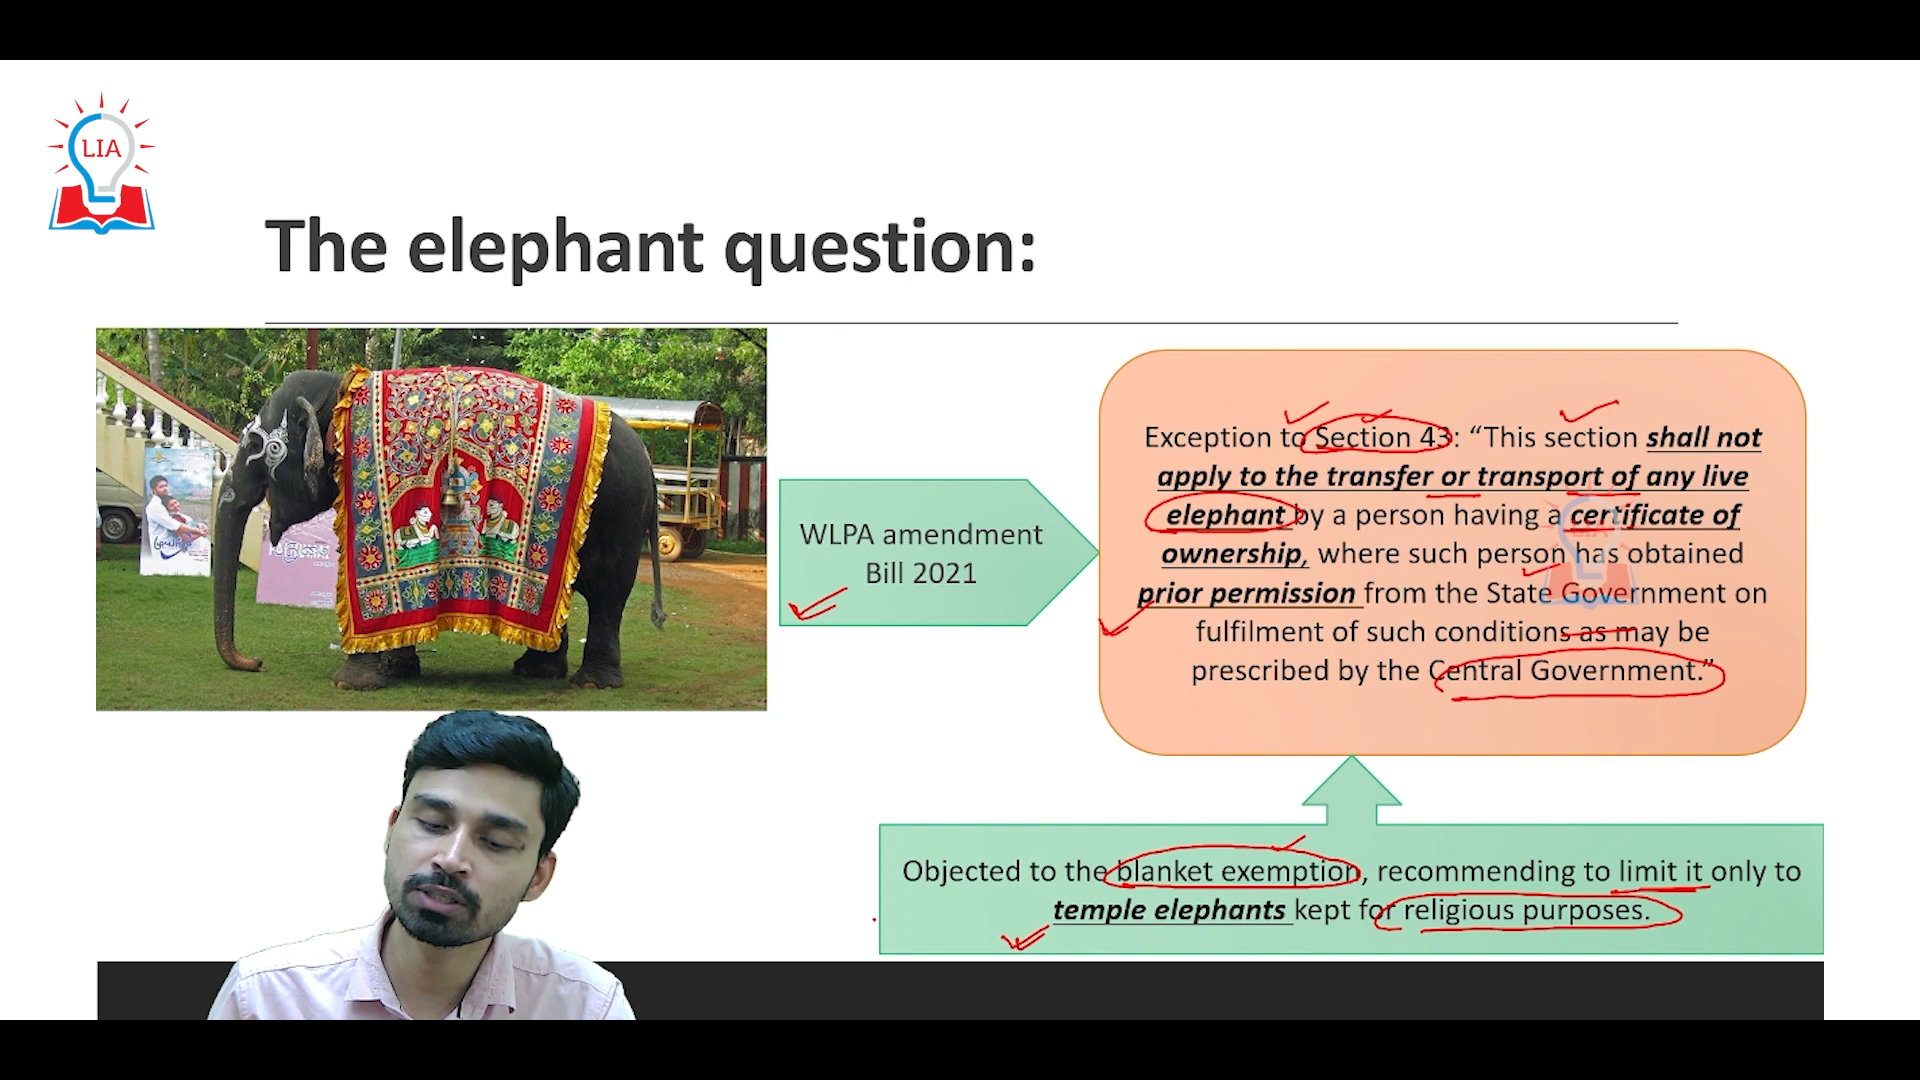 LIA
The elephant question:
WLPA amendment
Bill 2021
Exception to Section 43: “This section shall not
apply to the transfer or transport of any live
elephant by a person having a certificate of
ownership, where such person has obtained
prior permission from the State Government on
fulfilment of such conditions as may be
prescribed by the Central Government.”
Objected to the blanket exemption, recommending to limit it only to
temple elephants kept for religious purposes.